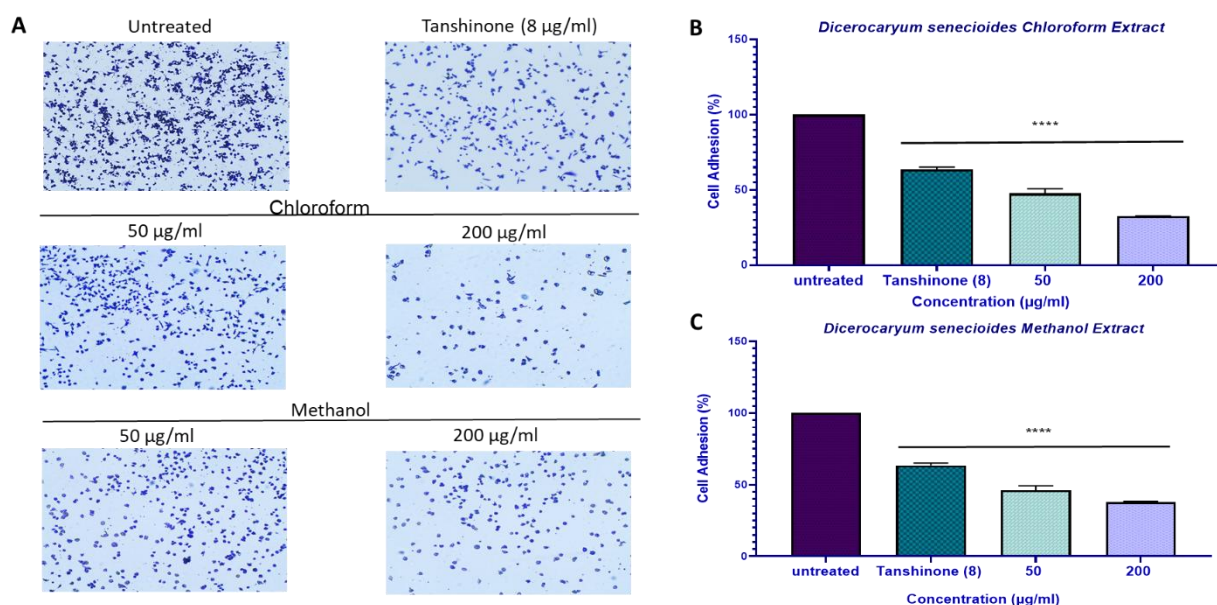 A
Untreated
Tanshinone (8 µg/ml)
Chloroform
50 µg/ml
200 µg/ml
Methanol
50 µg/ml
200 µg/ml
B
Dicerocaryum senecioides Chloroform Extract
Cell Adhesion (%)
150
100
50
0
****
untreated
Tanshinone (8)
50
200
Concentration (µg/ml)
C
Dicerocaryum senecioides Methanol Extract
Cell Adhesion (%)
150
100
50
0
****
untreated
Tanshinone (8)
50
200
Concentration (µg/ml)